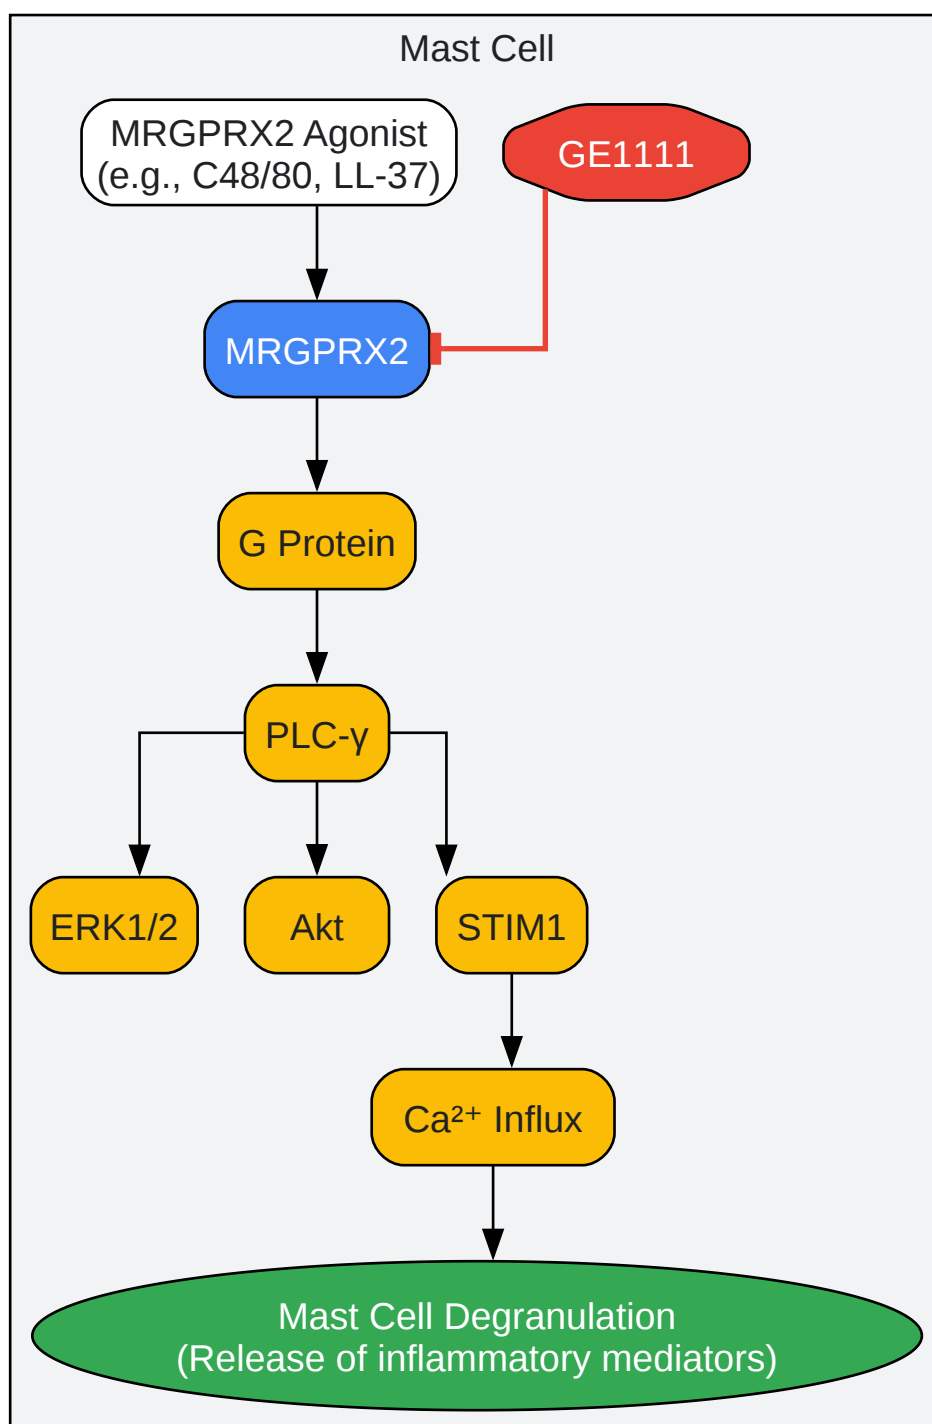 Mast Cell
MRGPRX2 Agonist
(e.g., C48/80, LL-37)
GE1111
MRGPRX2
G Protein
PLC-γ
ERK1/2
Akt
STIM1
Ca²⁺ Influx
Mast Cell Degranulation
(Release of inflammatory mediators)